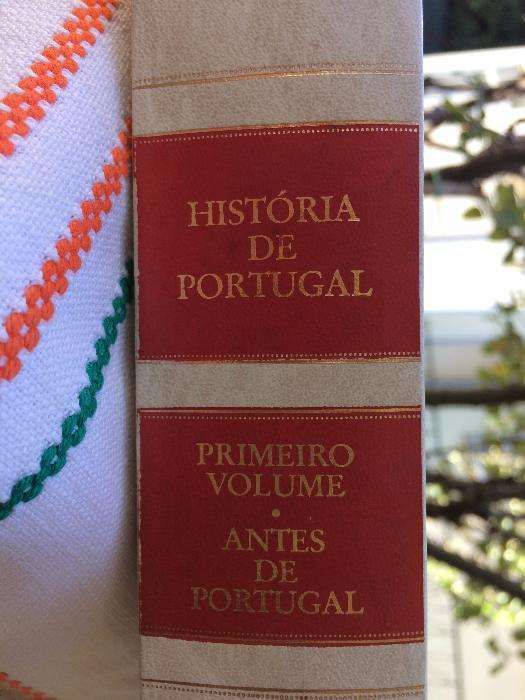 HISTÓRIA
DE
PORTUGAL
PRIMEIRO
VOLUME
•
ANTES
DE
PORTUGAL